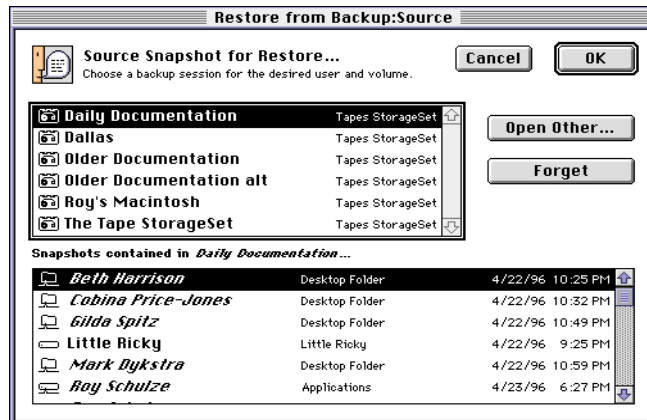 Restore from Backup:Source
Source Snapshot for Restore...
Choose a backup session for the desired user and volume.
Cancel
OK
Daily Documentation Tapes StorageSet
Dallas Tapes StorageSet
Older Documentation Tapes StorageSet
Older Documentation alt Tapes StorageSet
Roy's Macintosh Tapes StorageSet
The Tape StorageSet Tapes StorageSet
Open Other...
Forget
Snapshots contained in Daily Documentation...
Beth Harrison Desktop Folder 4/22/96 10:25 PM
Cobina Price-Jones Desktop Folder 4/22/96 10:32 PM
Gilda Spitz Desktop Folder 4/22/96 10:49 PM
Little Ricky Little Ricky 4/22/96 9:25 PM
Mark Dykstra Desktop Folder 4/22/96 10:59 PM
Roy Schulze Applications 4/23/96 6:27 PM